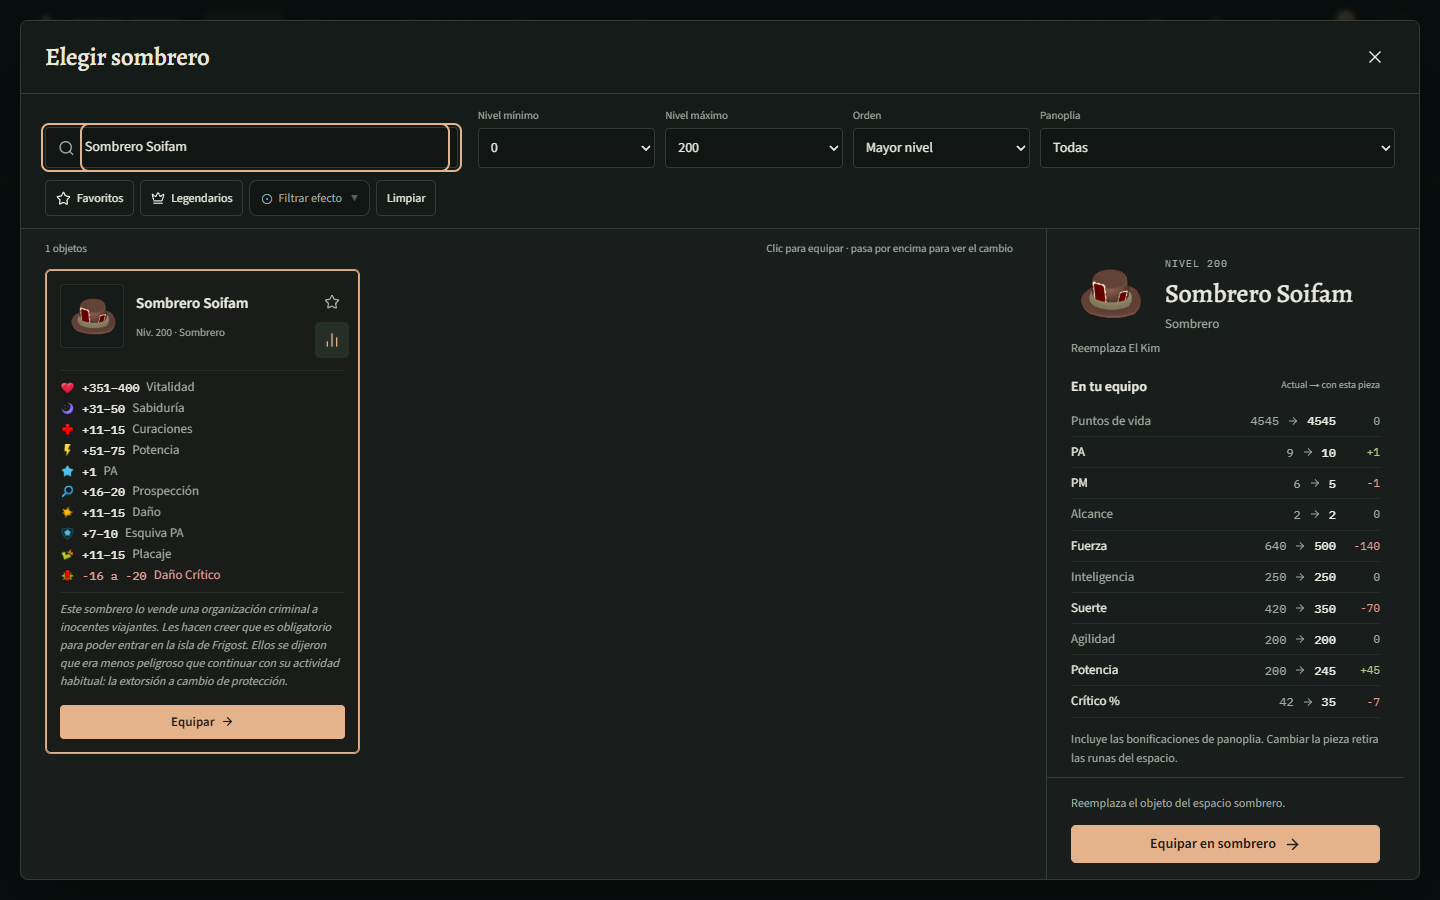 Elegir sombrero
Sombrero Soifam
Nivel mínimo
0
Nivel máximo
200
Orden
Mayor nivel
Panoplia
Todas
Favoritos
Legendarios
Filtrar efecto ▼
Limpiar
1 objetos
Clic para equipar · pasa por encima para ver el cambio
Sombrero Soifam
Niv. 200 · Sombrero
+351–400 Vitalidad
+31–50 Sabiduría
+11–15 Curaciones
+51–75 Potencia
+1 PA
+16–20 Prospección
+11–15 Daño
+7–10 Esquiva PA
+11–15 Placaje
-16 a -20 Daño Crítico
Este sombrero lo vende una organización criminal a
inocentes viajantes. Les hacen creer que es obligatorio
para poder entrar en la isla de Frigost. Ellos se dijeron
que era menos peligroso que continuar con su actividad
habitual: la extorsión a cambio de protección.
Equipar →
NIVEL 200
Sombrero Soifam
Sombrero
Reemplaza El Kim
En tu equipo
Actual → con esta pieza
Puntos de vida 4545 → 4545 0
PA 9 → 10 +1
PM 6 → 5 -1
Alcance 2 → 2 0
Fuerza 640 → 500 -140
Inteligencia 250 → 250 0
Suerte 420 → 350 -70
Agilidad 200 → 200 0
Potencia 200 → 245 +45
Crítico % 42 → 35 -7
Incluye las bonificaciones de panoplia. Cambiar la pieza retira
las runas del espacio.
Reemplaza el objeto del espacio sombrero.
Equipar en sombrero →